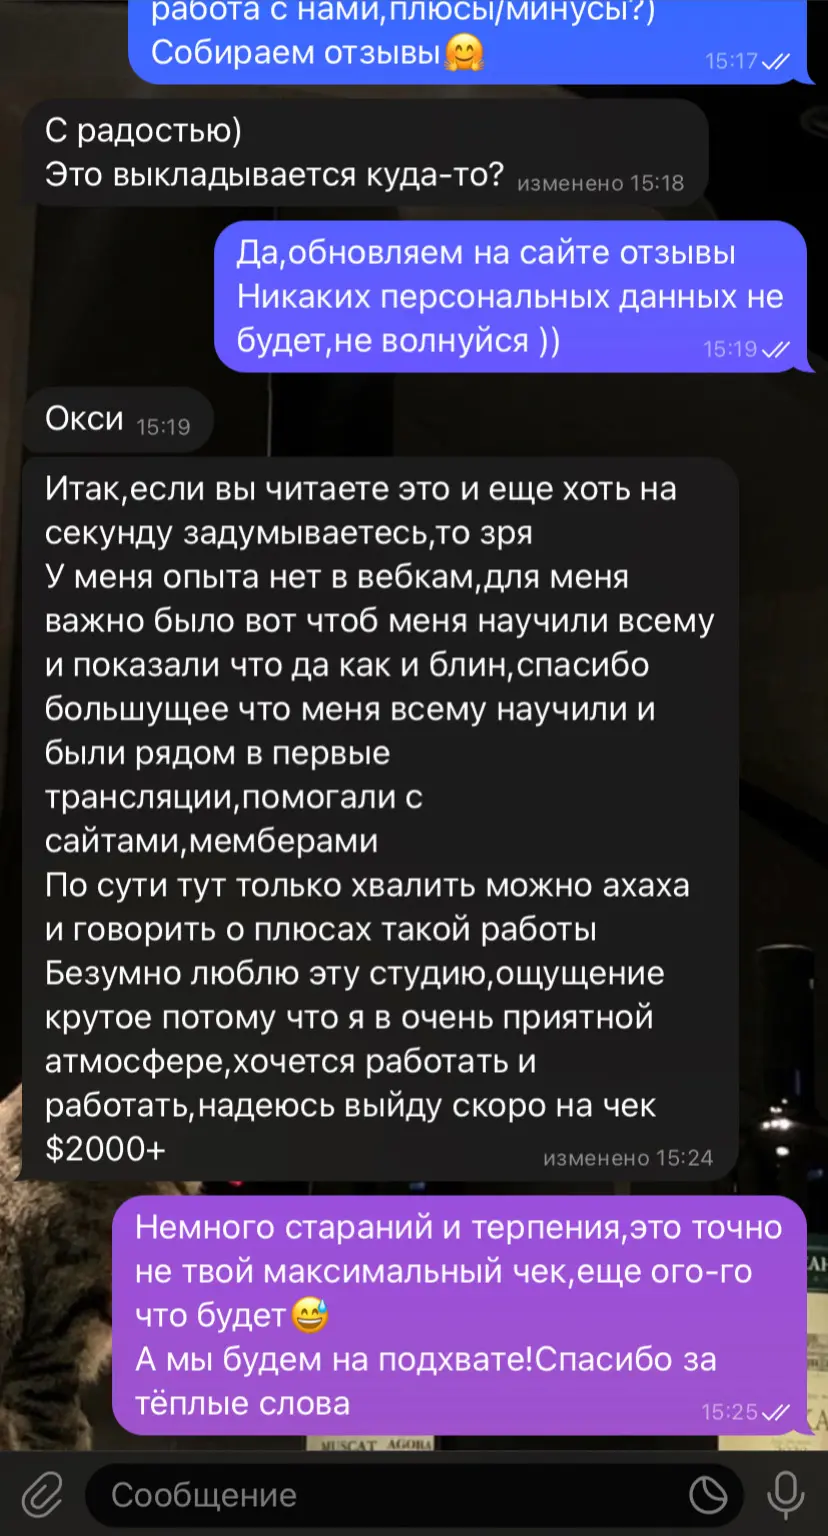 работа с нами,плюсы/минусы?)
Собираем отзывы🤗
15:17
С радостью)
Это выкладывается куда-то? изменено 15:18
Да,обновляем на сайте отзывы
Никаких персональных данных не
будет,не волнуйся ))
15:19
Окси 15:19
Итак,если вы читаете это и еще хоть на
секунду задумываетесь,то зря
У меня опыта нет в вебкам,для меня
важно было вот чтоб меня научили всему
и показали что да как и блин,спасибо
большущее что меня всему научили и
были рядом в первые
трансляции,помогали с
сайтами,мемберами
По сути тут только хвалить можно ахаха
и говорить о плюсах такой работы
Безумно люблю эту студию,ощущение
крутое потому что я в очень приятной
атмосфере,хочется работать и
работать,надеюсь выйду скоро на чек
$2000+
изменено 15:24
Немного стараний и терпения,это точно
не твой максимальный чек,еще ого-го
что будет😅
А мы будем на подхвате!Спасибо за
тёплые слова
15:25
MUSCAT AGORA
Сообщение